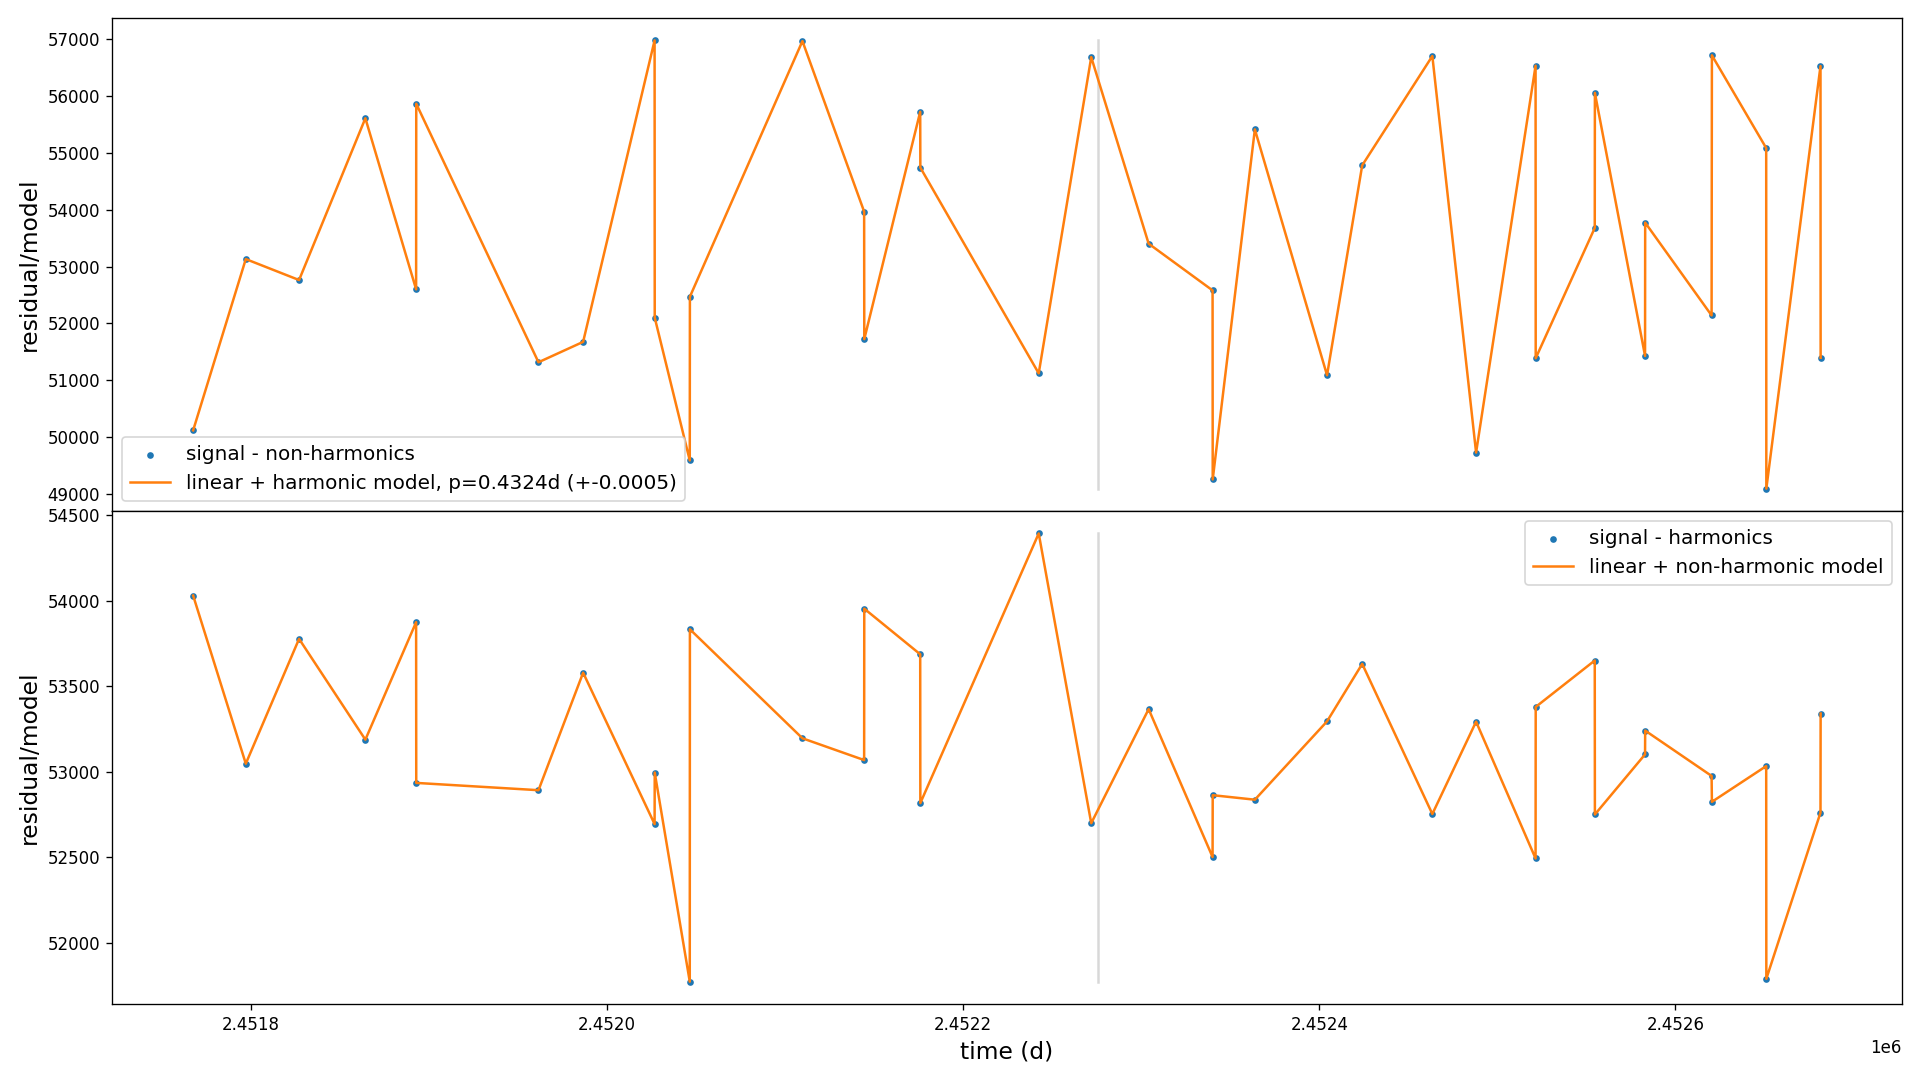 57000
56000
55000
54000
53000
52000
51000
50000
49000
residual/model
signal - non-harmonics
linear + harmonic model, p=0.4324d (+-0.0005)
54500
54000
53500
53000
52500
52000
residual/model
signal - harmonics
linear + non-harmonic model
2.4518
2.4520
2.4522
2.4524
2.4526
1e6
time (d)